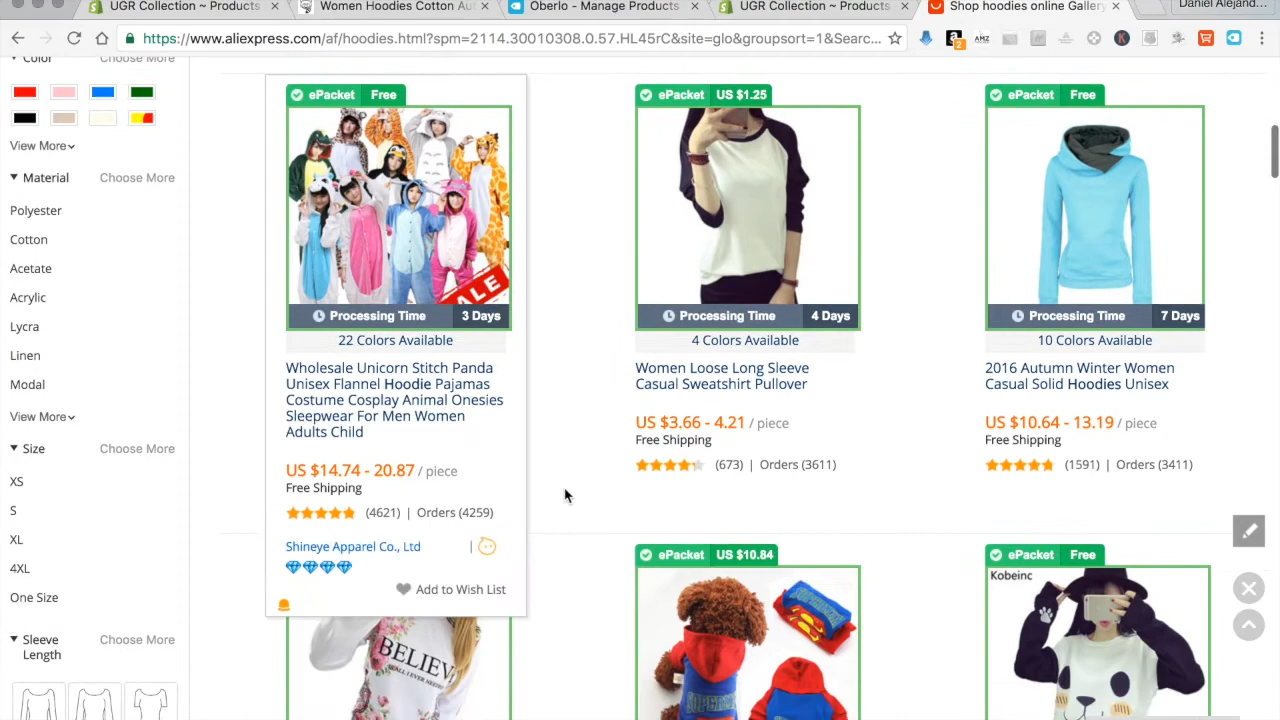 UGR Collection ~ Products
Women Hoodies Cotton Aut
Oberlo - Manage Products
UGR Collection ~ Products
Shop hoodies online Gallery
Daniel Alejand...
https://www.aliexpress.com/af/hoodies.html?spm=2114.30010308.0.57.HL45rC&site=glo&groupsort=1&Searc...
2
AMZ
K
Color
Choose More
View More
Material
Choose More
Polyester
Cotton
Acetate
Acrylic
Lycra
Linen
Modal
View More
Size
Choose More
XS
S
XL
4XL
One Size
Sleeve
Length
Choose More
ePacket Free
ALE
Processing Time 3 Days
22 Colors Available
Wholesale Unicorn Stitch Panda
Unisex Flannel Hoodie Pajamas
Costume Cosplay Animal Onesies
Sleepwear For Men Women
Adults Child
US $14.74 - 20.87 / piece
Free Shipping
(4621) | Orders (4259)
Shineye Apparel Co., Ltd |
Add to Wish List
BELIEV
ePacket US $1.25
Processing Time 4 Days
4 Colors Available
Women Loose Long Sleeve
Casual Sweatshirt Pullover
US $3.66 - 4.21 / piece
Free Shipping
(673) | Orders (3611)
ePacket Free
Processing Time 7 Days
10 Colors Available
2016 Autumn Winter Women
Casual Solid Hoodies Unisex
US $10.64 - 13.19 / piece
Free Shipping
(1591) | Orders (3411)
ePacket US $10.84
ePacket Free
Kobeinc